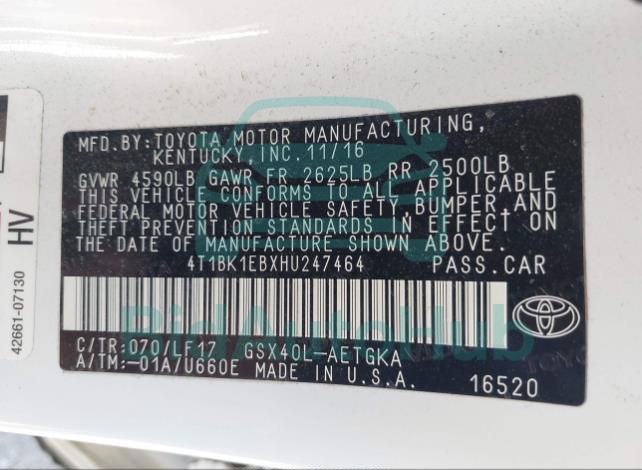 MFD.BY:TOYOTA MOTOR MANUFACTURING,
KENTUCKY, INC. 11/16
GVWR 4590LB GAWR FR 2625LB RR 2500LB
THIS VEHICLE CONFORMS TO ALL APPLICABLE
FEDERAL MOTOR VEHICLE SAFETY, BUMPER, AND
THEFT PREVENTION STANDARDS IN EFFECT ON
THE DATE OF MANUFACTURE SHOWN ABOVE.
4T1BK1EBXHU247464 PASS.CAR
C/TR:070/LF17 GSX40L-AETGKA
A/TM:-01A/U660E MADE IN U.S.A. 16520
HV
42661-07130
BidAutoHub